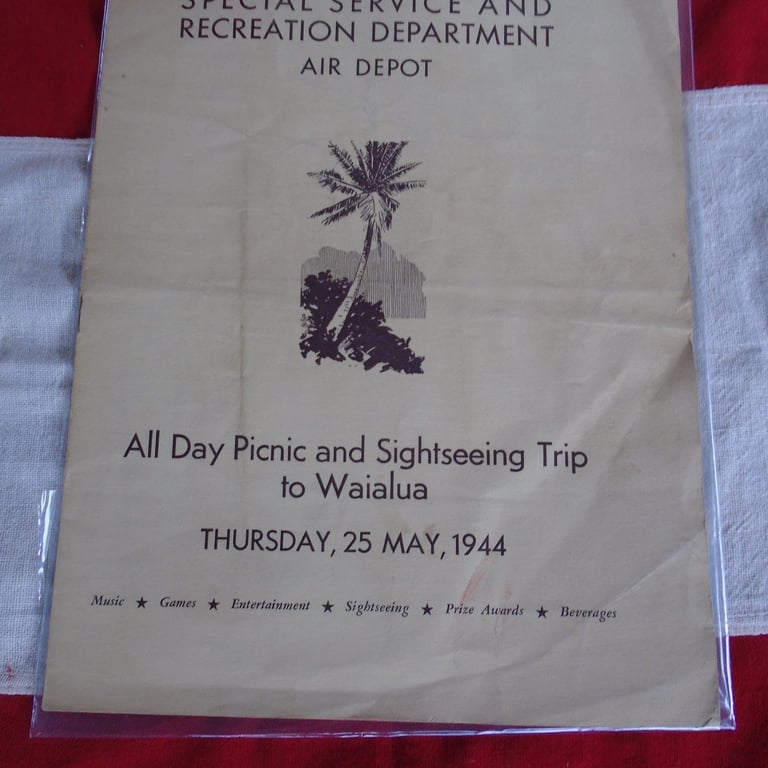 SPECIAL SERVICE AND
RECREATION DEPARTMENT
AIR DEPOT
All Day Picnic and Sightseeing Trip
to Waialua
THURSDAY, 25 MAY, 1944
Music ★ Games ★ Entertainment ★ Sightseeing ★ Prize Awards ★ Beverages